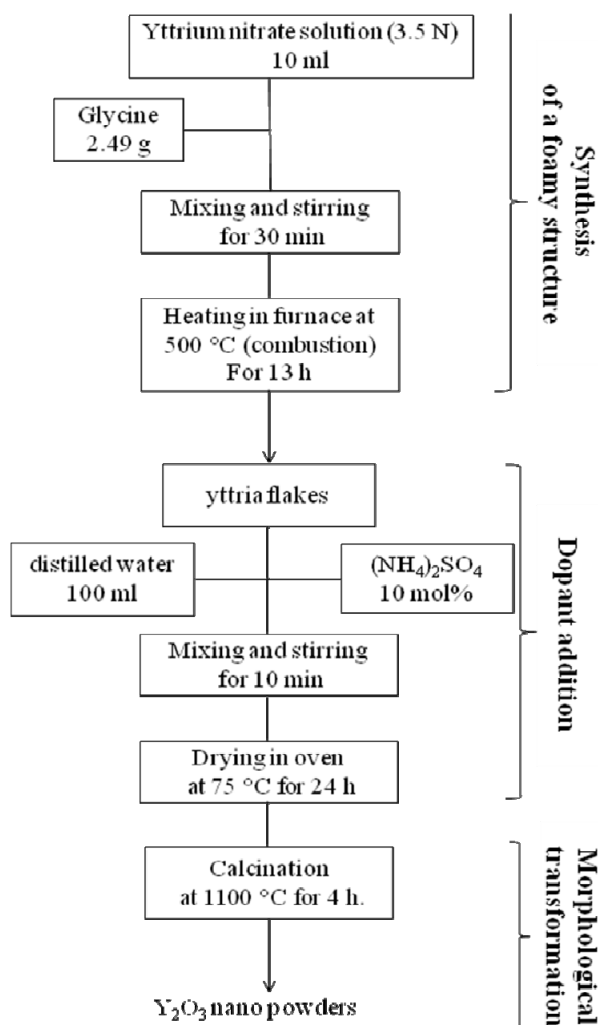 Yttrium nitrate solution (3.5 N)
10 ml
Glycine
2.49 g
Mixing and stirring
for 30 min
Heating in furnace at
500 °C (combustion)
For 13 h
Synthesis
of a foamy structure
yttria flakes
distilled water
100 ml
(NH4)2SO4
10 mol%
Mixing and stirring
for 10 min
Drying in oven
at 75 °C for 24 h
Dopant addition
Calcination
at 1100 °C for 4 h.
Y2O3 nano powders
Morphological
transformation